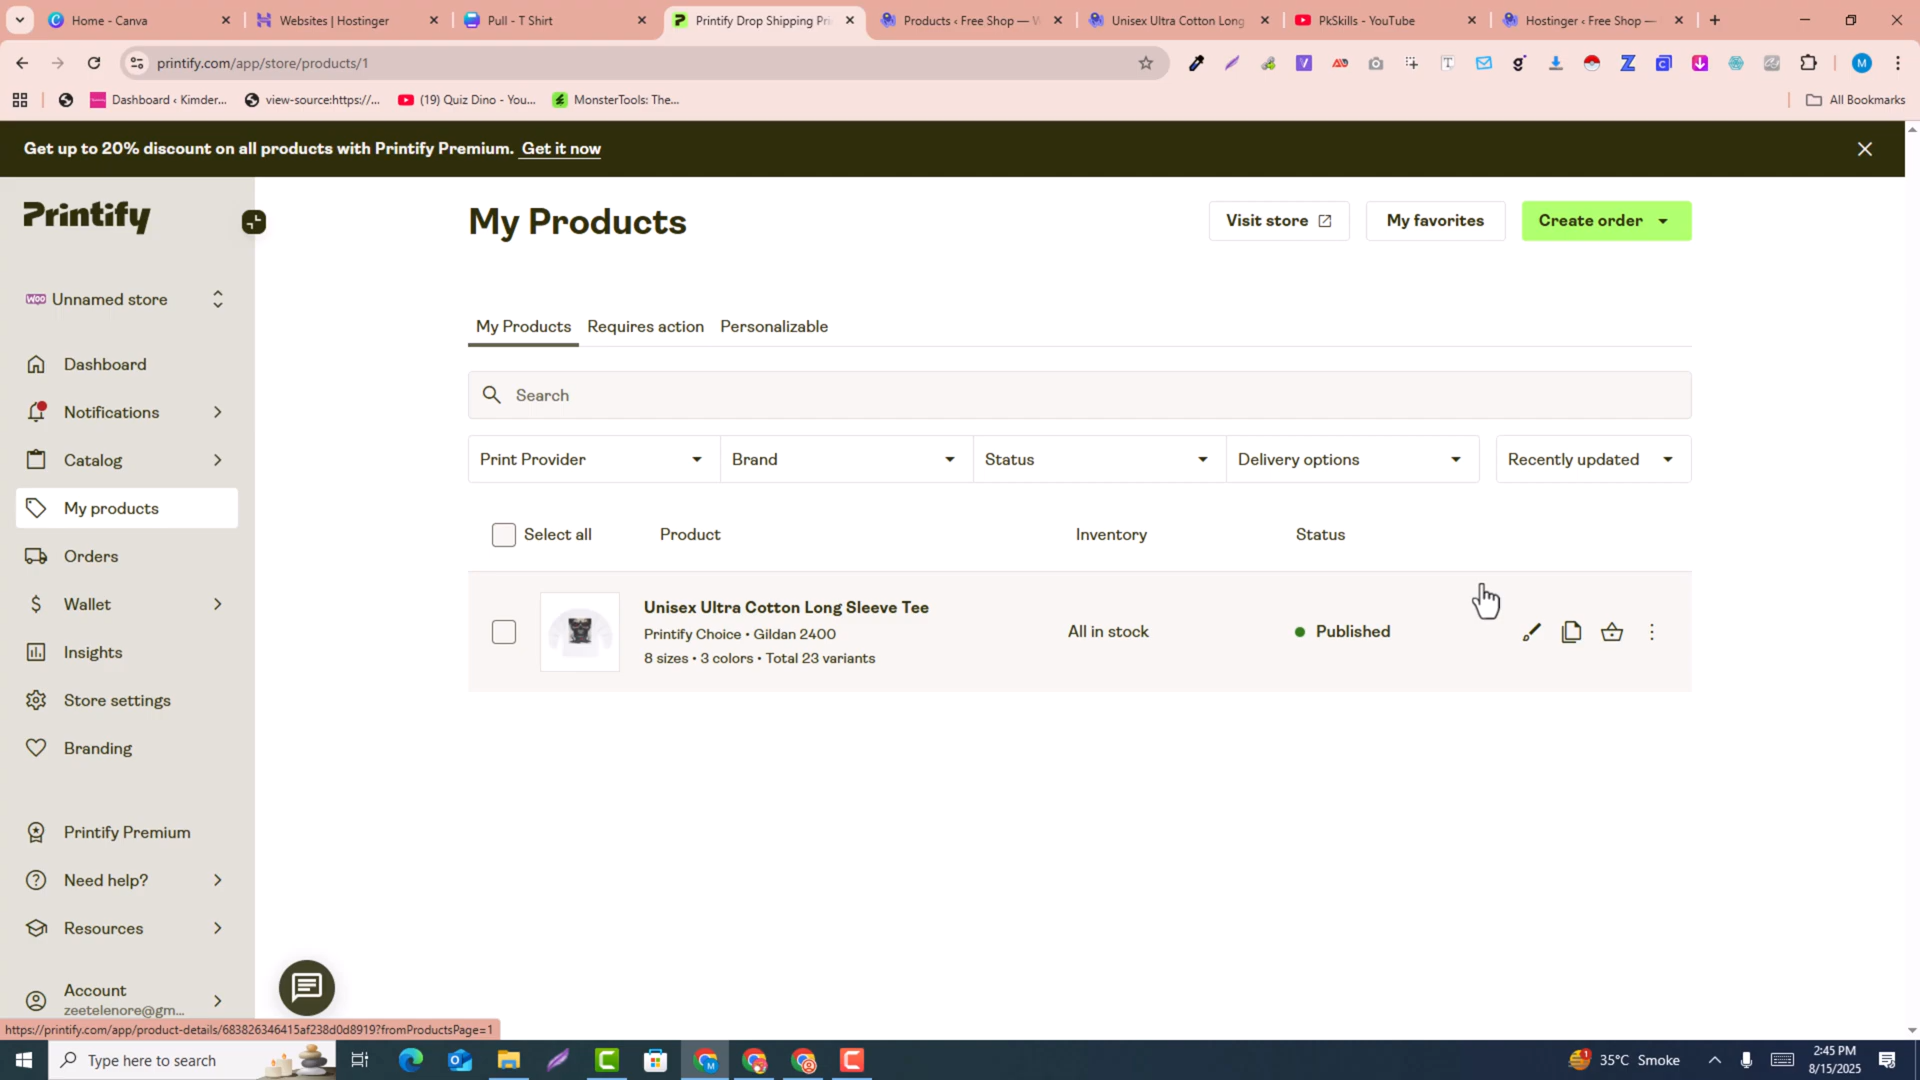 Home - Canva
Websites | Hostinger
Pull - T Shirt
Printify Drop Shipping Pri
Products ‹ Free Shop — W
Unisex Ultra Cotton Long
PkSkills - YouTube
Hostinger ‹ Free Shop —
printify.com/app/store/products/1
Dashboard ‹ Kimder...
view-source:https://...
(19) Quiz Dino - You...
MonsterTools: The...
All Bookmarks
Get up to 20% discount on all products with Printify Premium. Get it now
Printify
My Products
Visit store
My favorites
Create order
Unnamed store
My Products
Requires action
Personalizable
Dashboard
Search
Notifications
Catalog
Print Provider
Brand
Status
Delivery options
Recently updated
My products
Select all
Product
Inventory
Status
Orders
Wallet
Unisex Ultra Cotton Long Sleeve Tee
Printify Choice • Gildan 2400
8 sizes • 3 colors • Total 23 variants
All in stock
Published
Insights
Store settings
Branding
Printify Premium
Need help?
Resources
Account
zeetelenore@gm...
https://printify.com/app/product-details/683826346415af238d0d8919?fromProductsPage=1
Type here to search
35°C Smoke
2:45 PM
8/15/2025